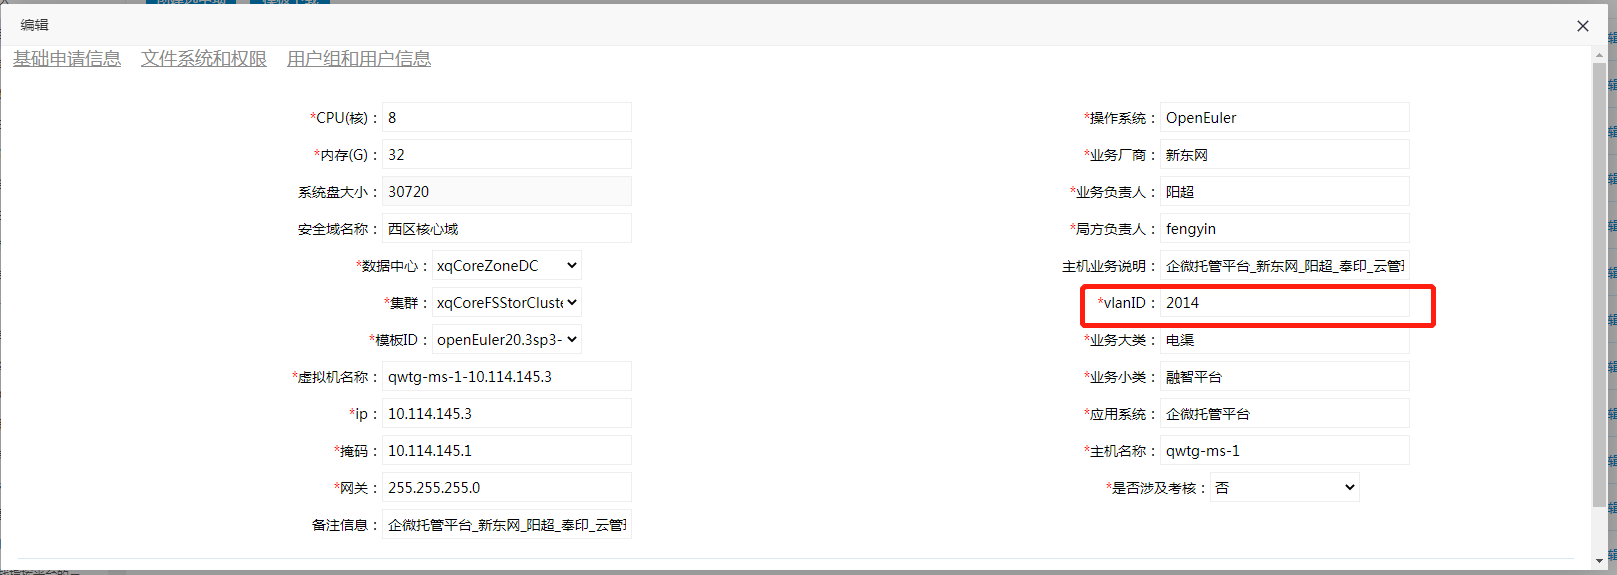 编辑
基础申请信息 文件系统和权限 用户组和用户信息
*CPU(核)： 8 *操作系统： OpenEuler
*内存(G)： 32 *业务厂商： 新东网
系统盘大小： 30720 *业务负责人： 阳超
安全域名称： 西区核心域 *局方负责人： fengyin
*数据中心： xqCoreZoneDC 主机业务说明： 企微托管平台_新东网_阳超_奉印_云管
*集群： xqCoreFSStorCluste *vlanID： 2014
*模板ID： openEuler20.3sp3- *业务大类： 电渠
*虚拟机名称： qwtg-ms-1-10.114.145.3 *业务小类： 融智平台
*ip： 10.114.145.3 *应用系统： 企微托管平台
*掩码： 10.114.145.1 *主机名称： qwtg-ms-1
*网关： 255.255.255.0 *是否涉及考核： 否
备注信息： 企微托管平台_新东网_阳超_奉印_云管